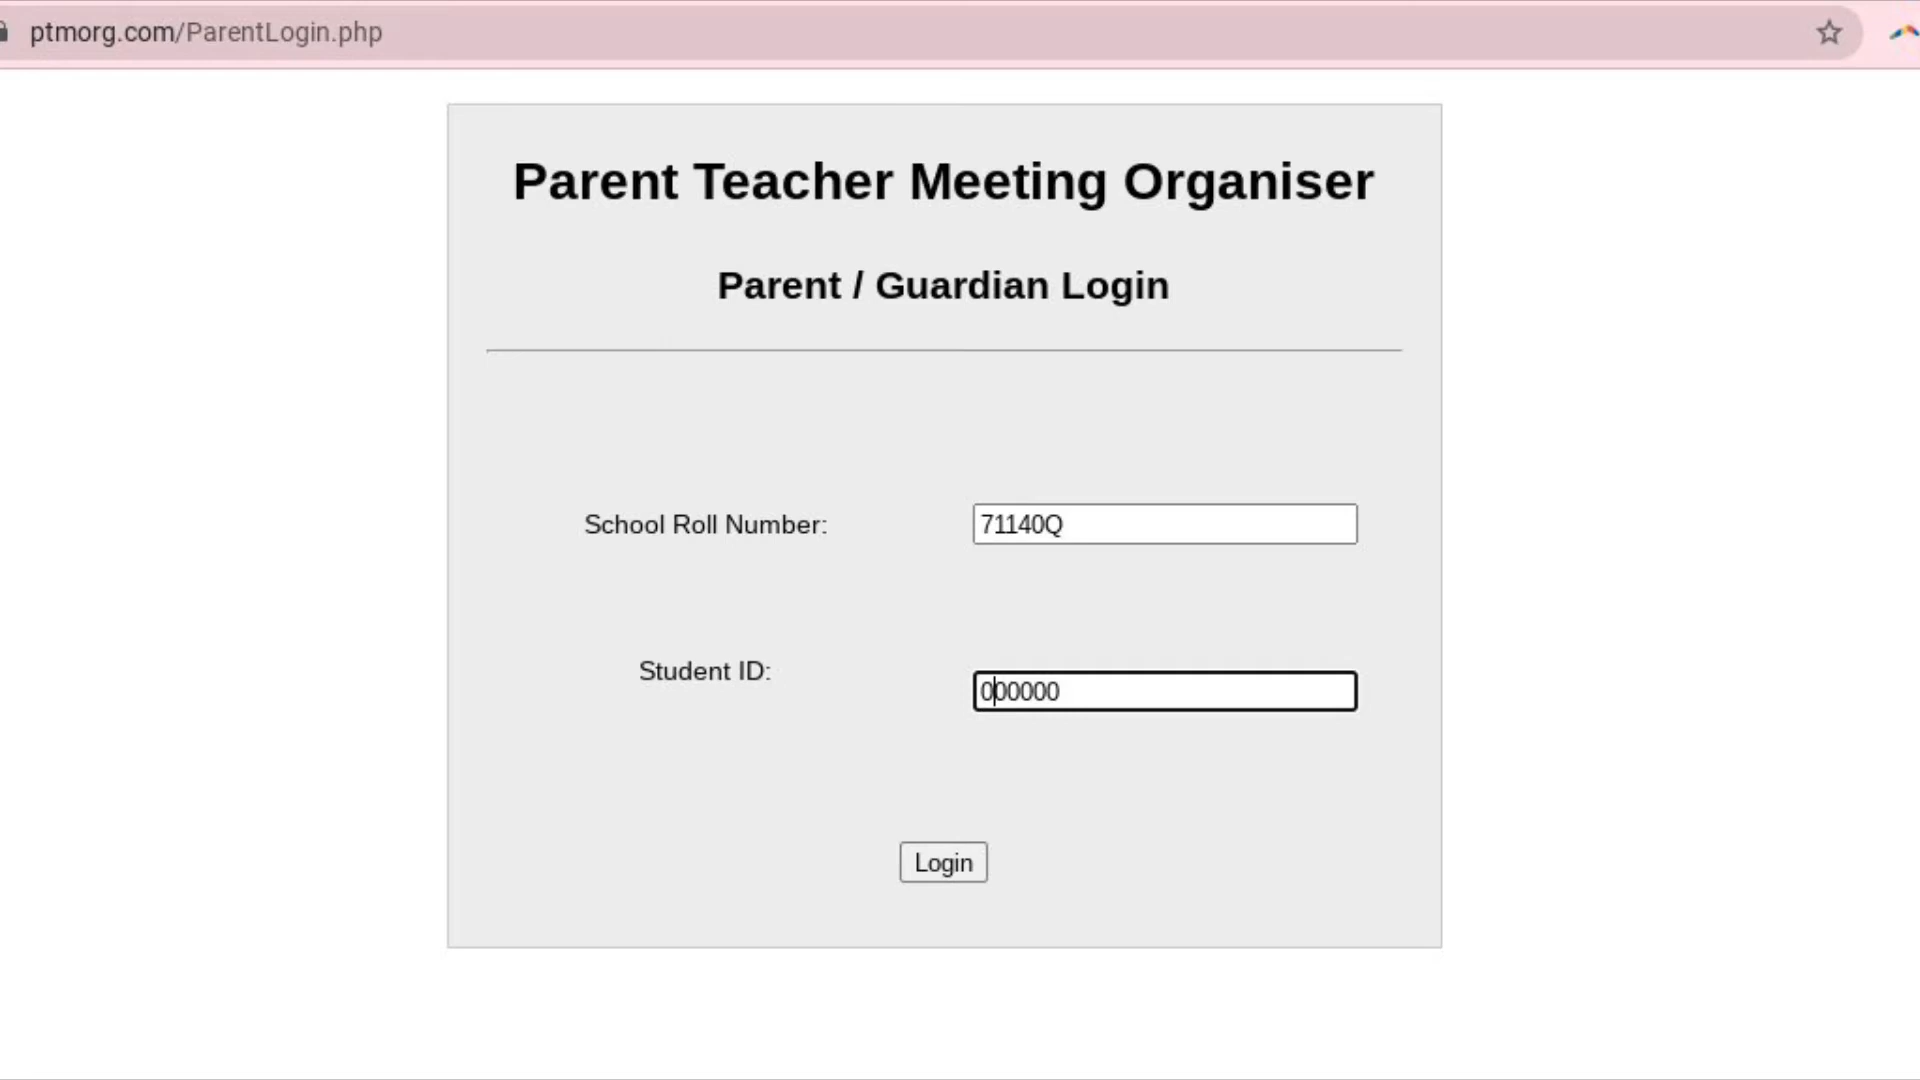 ptmorg.com/ParentLogin.php
Parent Teacher Meeting Organiser
Parent / Guardian Login
School Roll Number:
71140Q
Student ID:
000000
Login